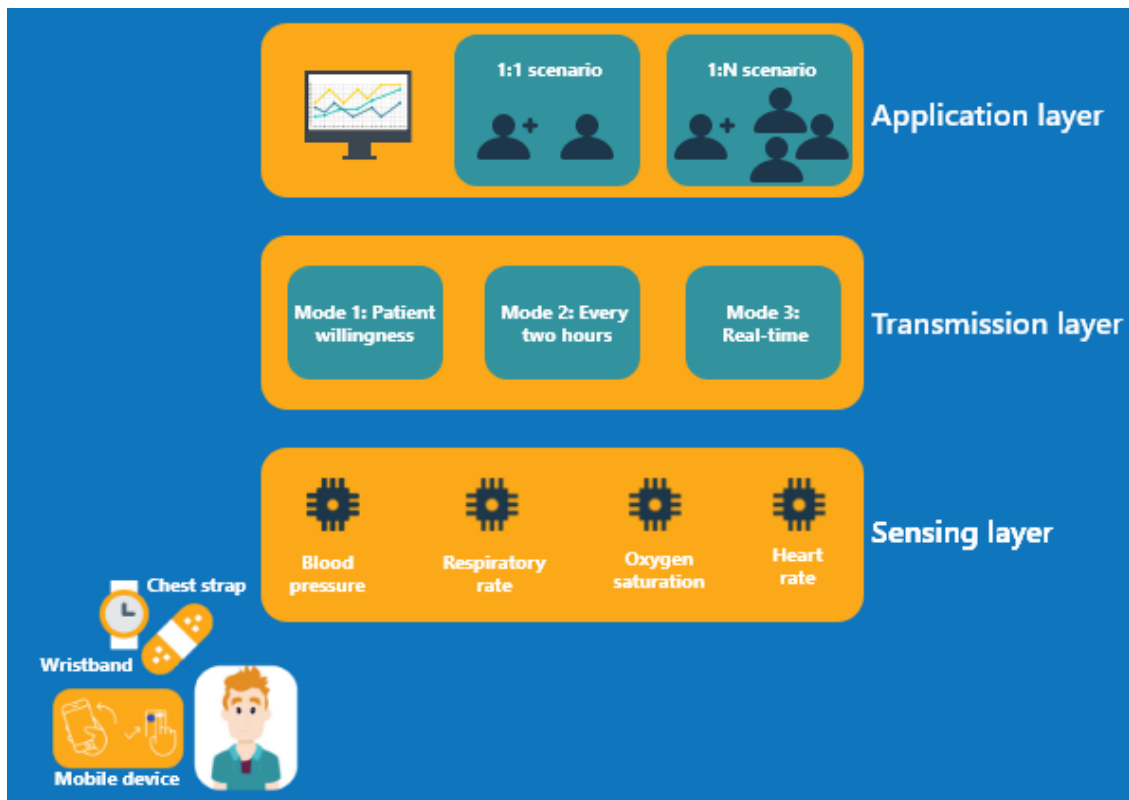 1:1 scenario
1:N scenario
Application layer
Mode 1: Patient
willingness
Mode 2: Every
two hours
Mode 3:
Real-time
Transmission layer
Blood
pressure
Respiratory
rate
Oxygen
saturation
Heart
rate
Sensing layer
Chest strap
Wristband
Mobile device